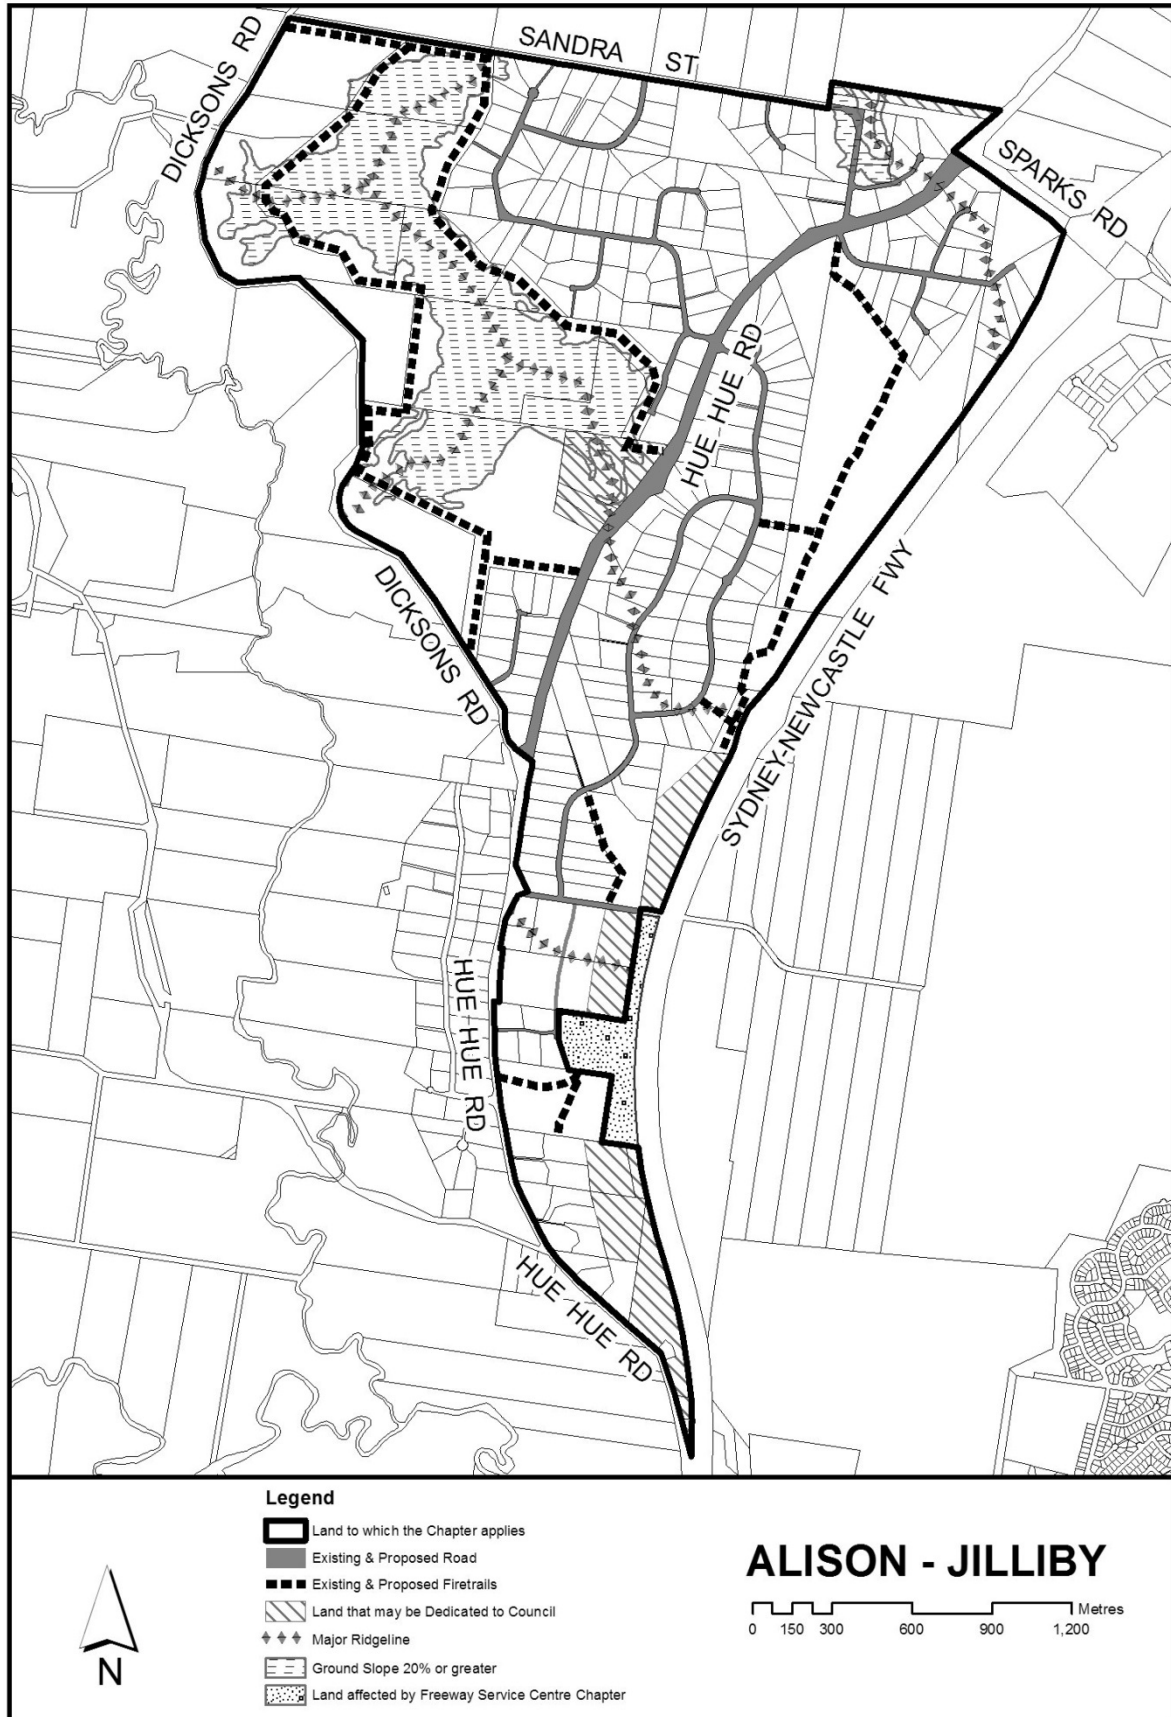 DICKSONS RD
SANDRA ST
SPARKS RD
HUE HUE RD
DICKSONS RD
SYDNEY-NEWCASTLE FWY
HUE HUE RD
HUE HUE RD
N
Legend
Land to which the Chapter applies
Existing & Proposed Road
Existing & Proposed Firetrails
Land that may be Dedicated to Council
Major Ridgeline
Ground Slope 20% or greater
Land affected by Freeway Service Centre Chapter
ALISON - JILLIBY
Metres
0 150 300 600 900 1,200